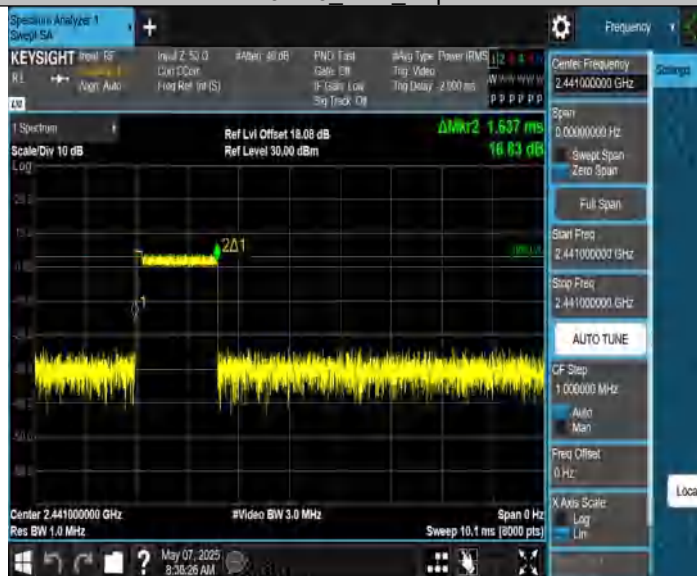 Spectrum Analyzer 1
Swept SA
+
Frequency
KEYSIGHT Input: RF
RL
Align: Auto
Input Z: 50 Ω
Corr CCorr
Freq Ref: Int (S)
#Atten: 40 dB
PNO: Fast
Gate: Off
IF Gain: Low
Sig Track: Off
#Avg Type: Power (RMS
Trig: Video
Trig Delay: -2.000 ms
P P P P P P
1 Spectrum
Scale/Div 10 dB
Log
Ref Lvl Offset 18.08 dB
Ref Level 30.00 dBm
ΔMkr2 1.637 ms
16.83 dB
2Δ1
1
Center 2.441000000 GHz
Res BW 1.0 MHz
#Video BW 3.0 MHz
Span 0 Hz
Sweep 10.1 ms (8000 pts)
Center Frequency
2.441000000 GHz
Settings
Span
0.00000000 Hz
Swept Span
Zero Span
Full Span
Start Freq
2.441000000 GHz
Stop Freq
2.441000000 GHz
AUTO TUNE
CF Step
1.000000 MHz
Auto
Man
Freq Offset
0 Hz
X Axis Scale
Log
Lin
Loca
?
May 07, 2025
8:36:26 AM